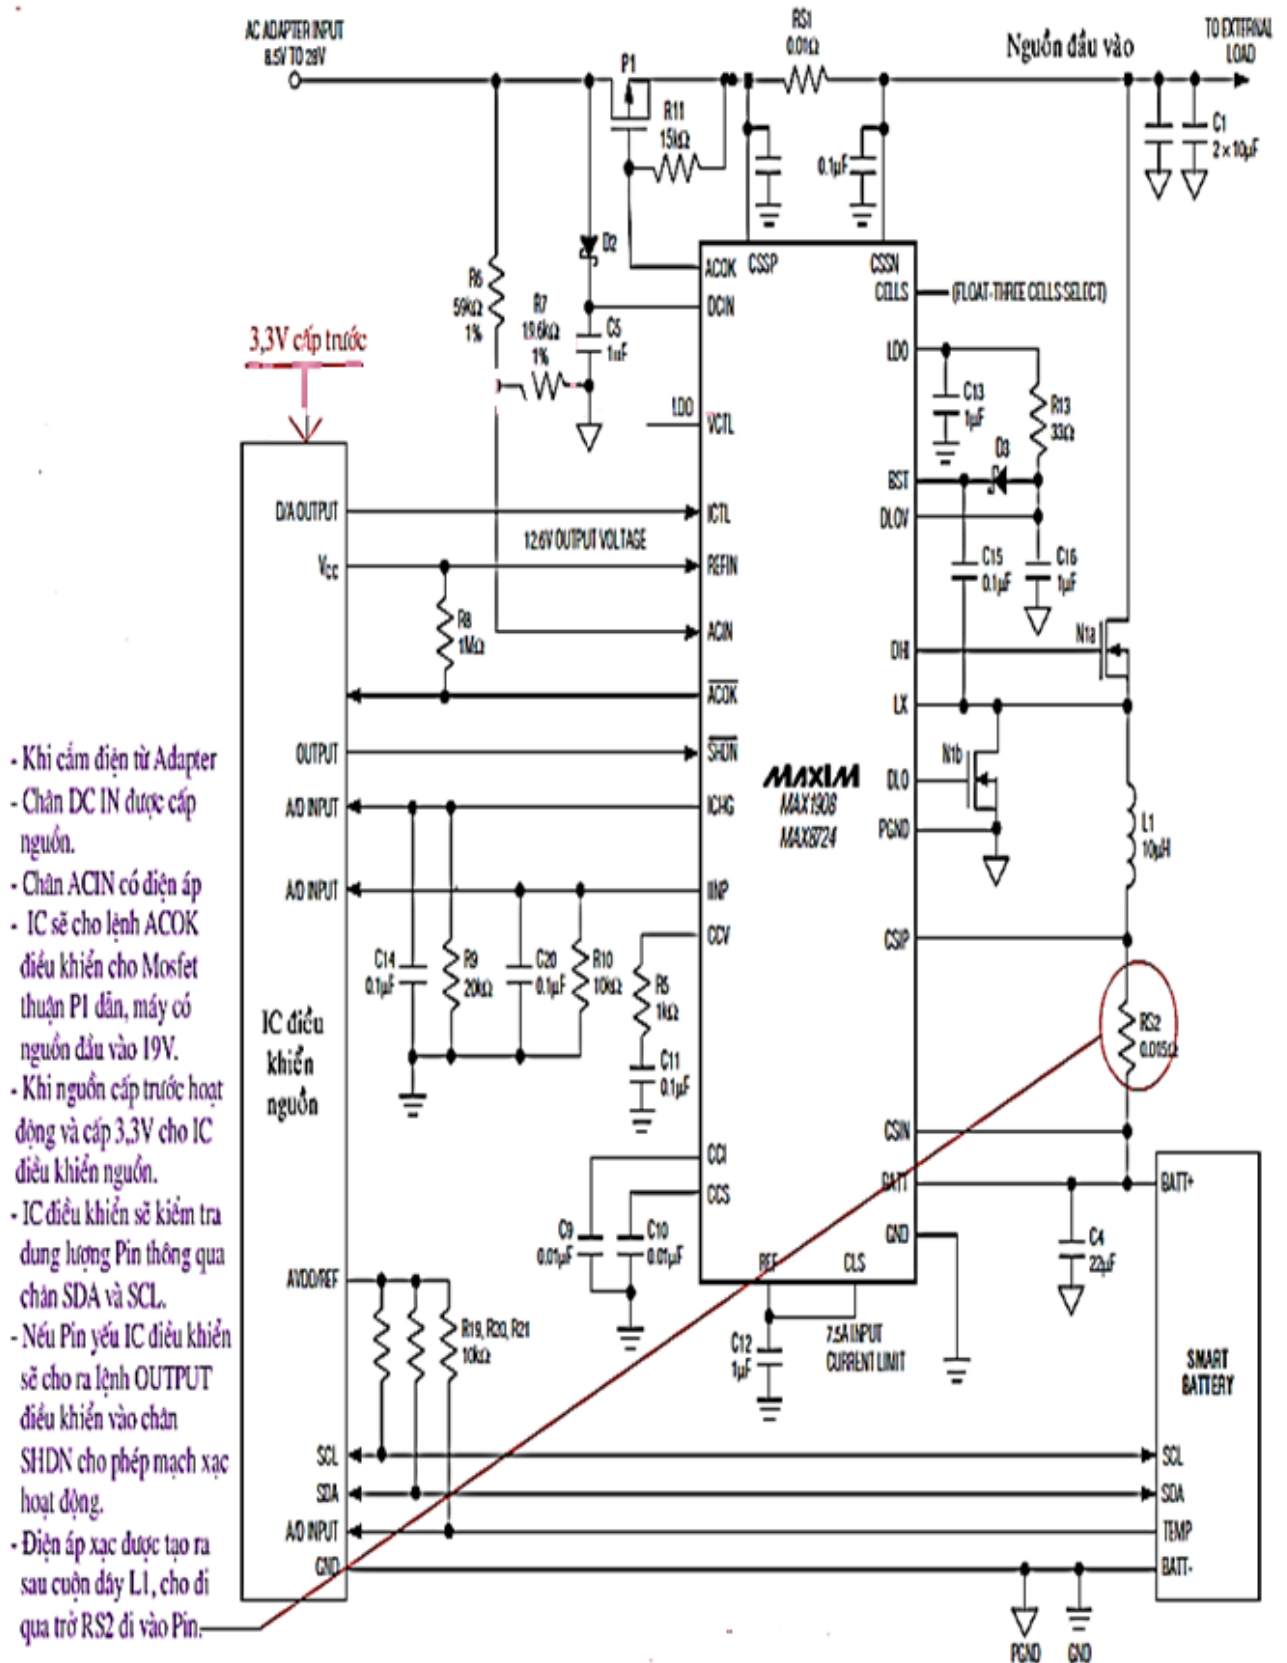 AC ADAPTER INPUT
8.5V TO 28V
P1
RS1
0.01Ω
Nguồn đầu vào
TO EXTERNAL
LOAD
R11
15kΩ
0.1µF
C1
2 × 10µF
D2
R6
59kΩ
1%
R7
19.6kΩ
1%
C5
1µF
ACOK
CSSP
CSSN
CELLS
(FLOAT-THREE CELLS SELECT)
DCIN
LDO
3,3V cấp trước
C13
1µF
R13
33Ω
LDO
VCTL
D3
BST
DLOV
D/A OUTPUT
ICTL
12.6V OUTPUT VOLTAGE
VCC
REFIN
C15
0.1µF
C16
1µF
R8
1MΩ
ACIN
DHI
N1a
ACOK
LX
OUTPUT
SHDN
N1b
MAXIM
MAX1908
MAX8724
DLO
A/D INPUT
ICHG
PGND
L1
10µH
A/D INPUT
IINP
CCV
CSIP
C14
0.1µF
R9
20kΩ
C20
0.1µF
R10
10kΩ
R5
1kΩ
RS2
0.005Ω
IC điều
khiển
nguồn
C11
0.1µF
CSIN
CCI
BATT
BATT+
CCS
C9
0.01µF
C10
0.01µF
GND
C4
22µF
REF
CLS
AVDD/REF
R19, R20, R21
10kΩ
C12
1µF
7.5A INPUT
CURRENT LIMIT
SMART
BATTERY
SCL
SCL
SDA
SDA
A/D INPUT
TEMP
GND
BATT-
PGND
GND
- Khi cắm điện từ Adapter
- Chân DC IN được cấp
nguồn.
- Chân ACIN có điện áp
- IC sẽ cho lệnh ACOK
điều khiển cho Mosfet
thuận P1 dẫn, máy có
nguồn đầu vào 19V.
- Khi nguồn cấp trước hoạt
động và cấp 3,3V cho IC
điều khiển nguồn.
- IC điều khiển sẽ kiểm tra
dung lượng Pin thông qua
chân SDA và SCL.
- Nếu Pin yếu IC điều khiển
sẽ cho ra lệnh OUTPUT
điều khiển vào chân
SHDN cho phép mạch xạc
hoạt động.
- Điện áp xạc được tạo ra
sau cuộn dây L1, cho đi
qua trở RS2 đi vào Pin.